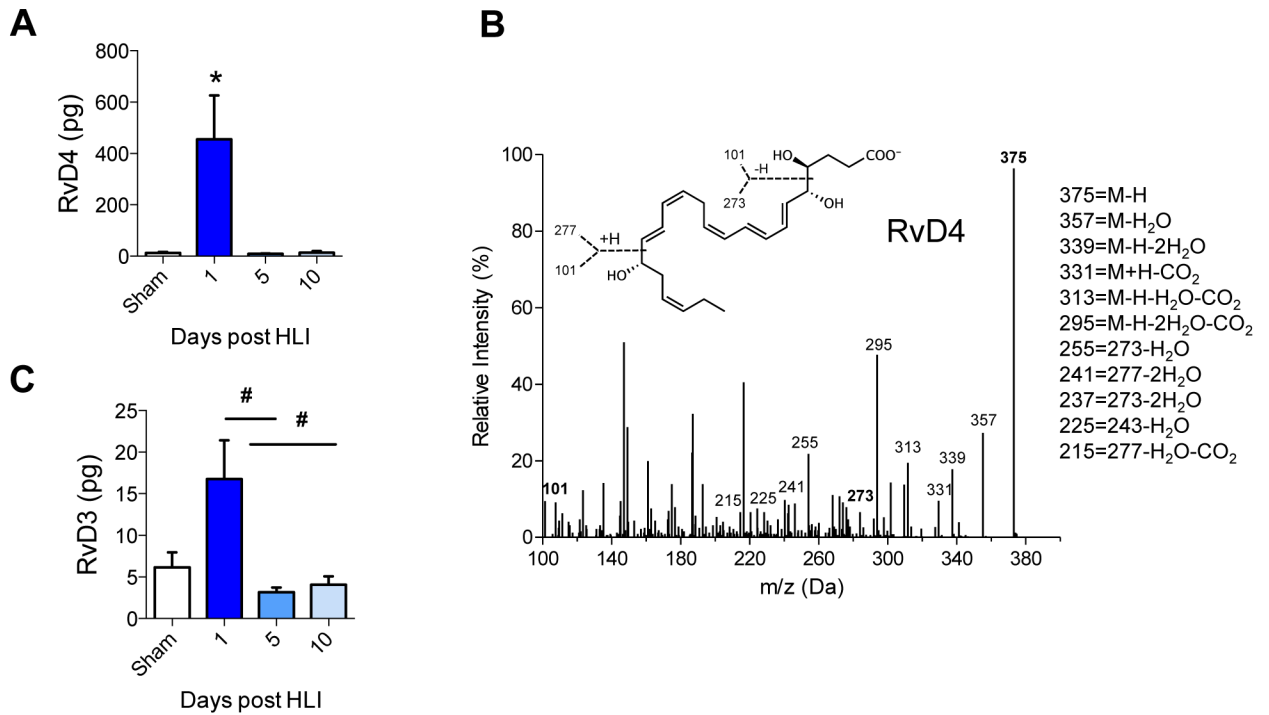 A
800
600
400
200
0
RvD4 (pg)
*
Sham
1
5
10
Days post HLI
B
100
80
60
40
20
0
Relative Intensity (%)
100 140 180 220 260 300 340 380
m/z (Da)
101
-H
273
HO
COO⁻
OH
277
+H
101
HO
RvD4
375
295
357
255
313
339
331
273
241
225
215
101
375=M-H
357=M-H₂O
339=M-H-2H₂O
331=M+H-CO₂
313=M-H-H₂O-CO₂
295=M-H-2H₂O-CO₂
255=273-H₂O
241=277-2H₂O
237=273-2H₂O
225=243-H₂O
215=277-H₂O-CO₂
C
25
20
15
10
5
0
RvD3 (pg)
#
#
Sham
1
5
10
Days post HLI